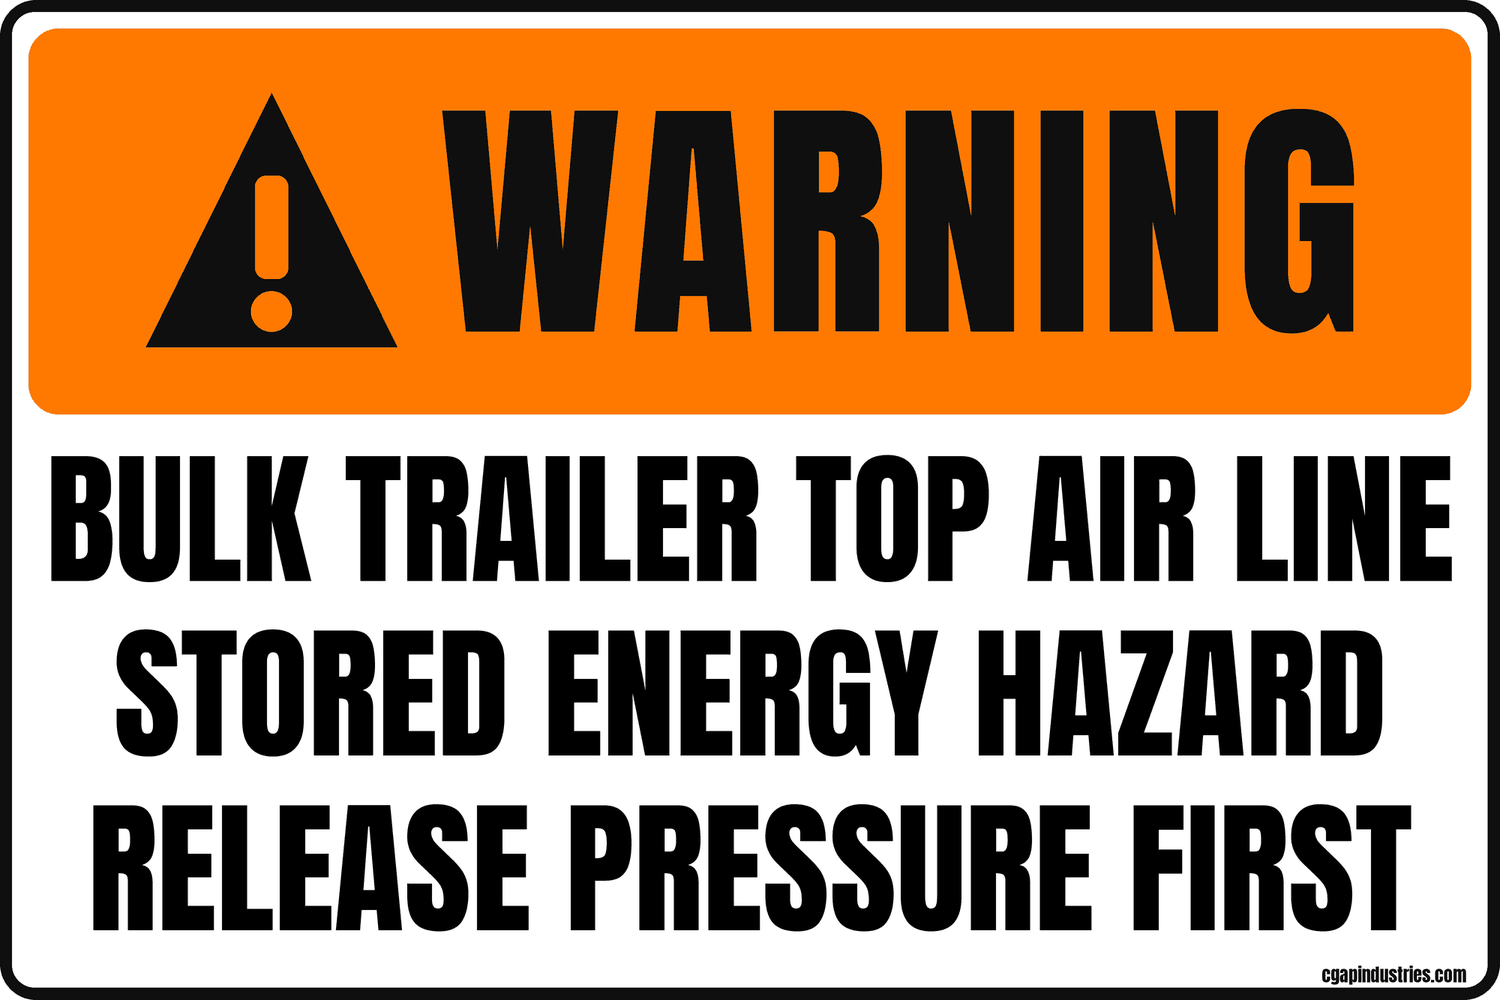 WARNING
BULK TRAILER TOP AIR LINE
STORED ENERGY HAZARD
RELEASE PRESSURE FIRST
cgapindustries.com